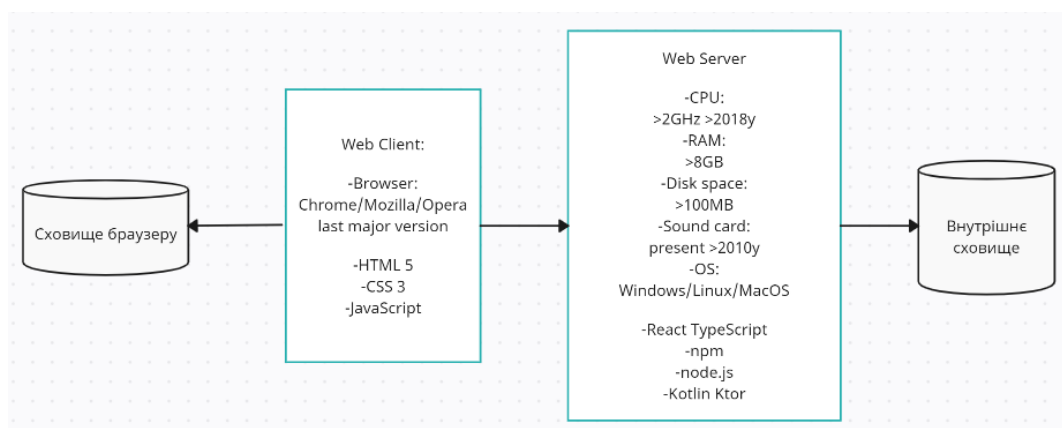 Сховище браузеру
Web Client:
-Browser:
Chrome/Mozilla/Opera
last major version
-HTML 5
-CSS 3
-JavaScript
Web Server
-CPU:
>2GHz >2018y
-RAM:
>8GB
-Disk space:
>100MB
-Sound card:
present >2010y
-OS:
Windows/Linux/MacOS
-React TypeScript
-npm
-node.js
-Kotlin Ktor
Внутрішнє
сховище